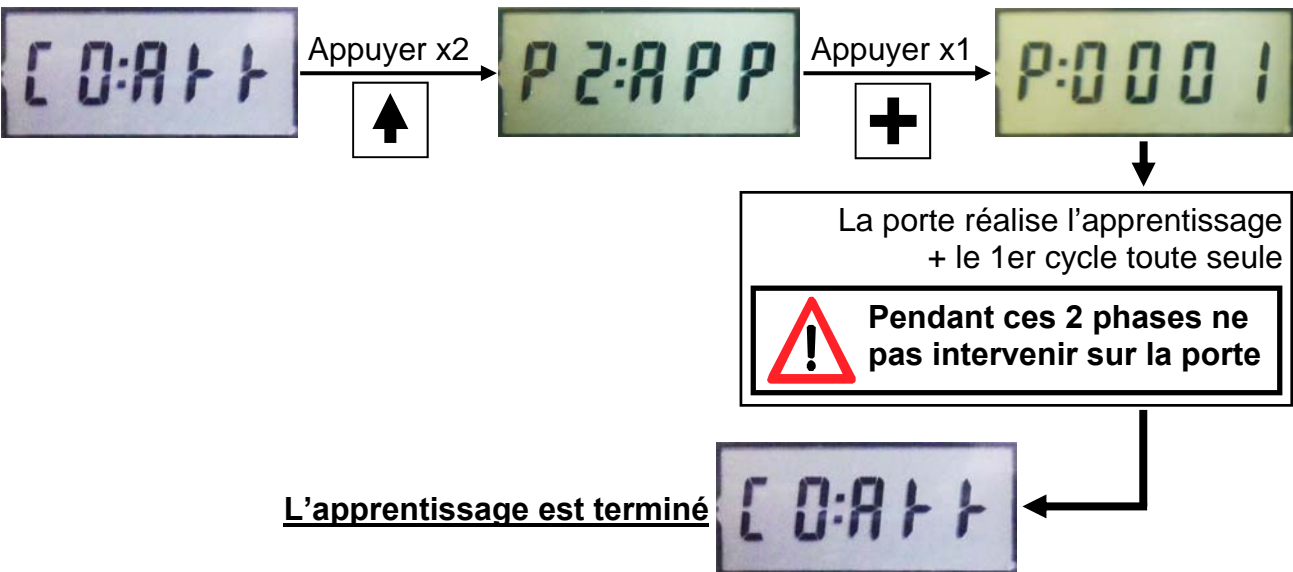 C0:Att
Appuyer x2
P2:APP
Appuyer x1
P:0001
La porte réalise l’apprentissage
+ le 1er cycle toute seule
!
Pendant ces 2 phases ne
pas intervenir sur la porte
L’apprentissage est terminé
C0:Att